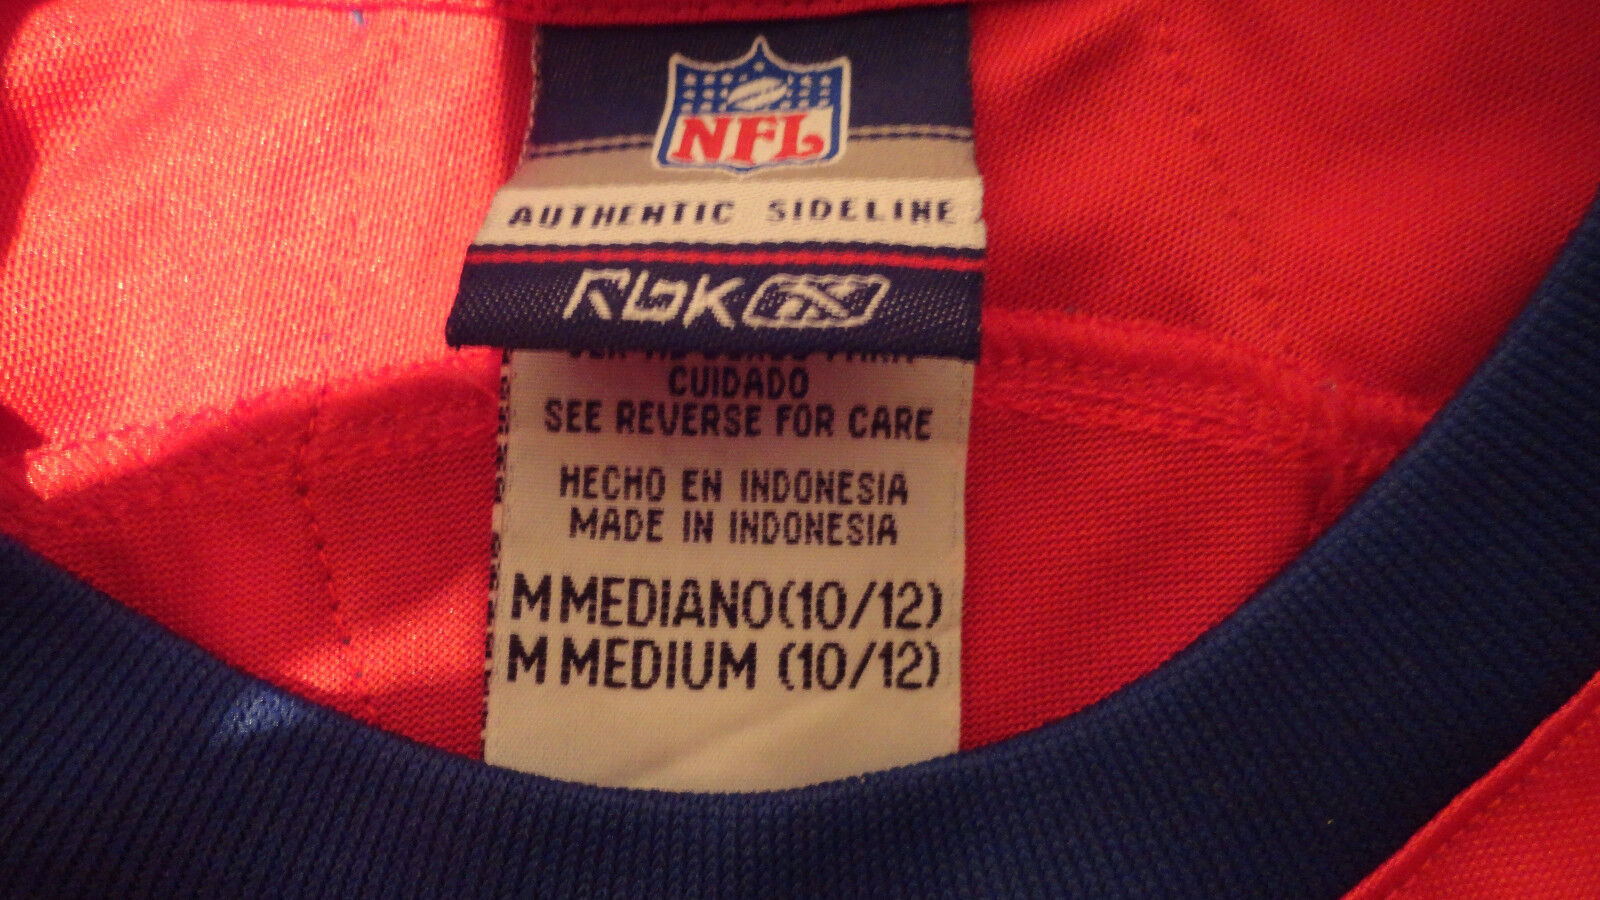 NFL
AUTHENTIC SIDELINE
RbK
CUIDADO
SEE REVERSE FOR CARE
HECHO EN INDONESIA
MADE IN INDONESIA
M MEDIANO (10/12)
M MEDIUM (10/12)